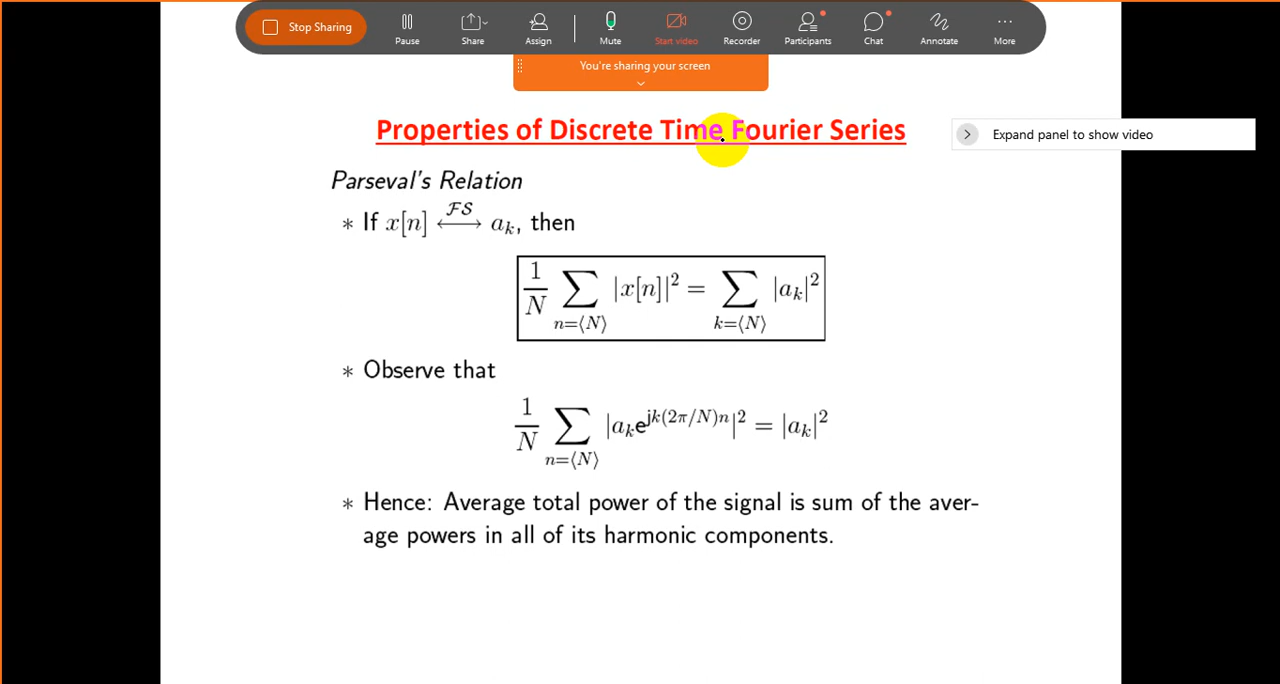 Stop Sharing Pause Share Assign Mute Start video Recorder Participants Chat Annotate More
You're sharing your screen
Properties of Discrete Time Fourier Series
Expand panel to show video
Parseval's Relation
∗ If x[n] ⟷^{FS} a_k, then
1/N ∑_{n=⟨N⟩} |x[n]|² = ∑_{k=⟨N⟩} |a_k|²
∗ Observe that
1/N ∑_{n=⟨N⟩} |a_k e^{jk(2π/N)n}|² = |a_k|²
∗ Hence: Average total power of the signal is sum of the aver-
age powers in all of its harmonic components.